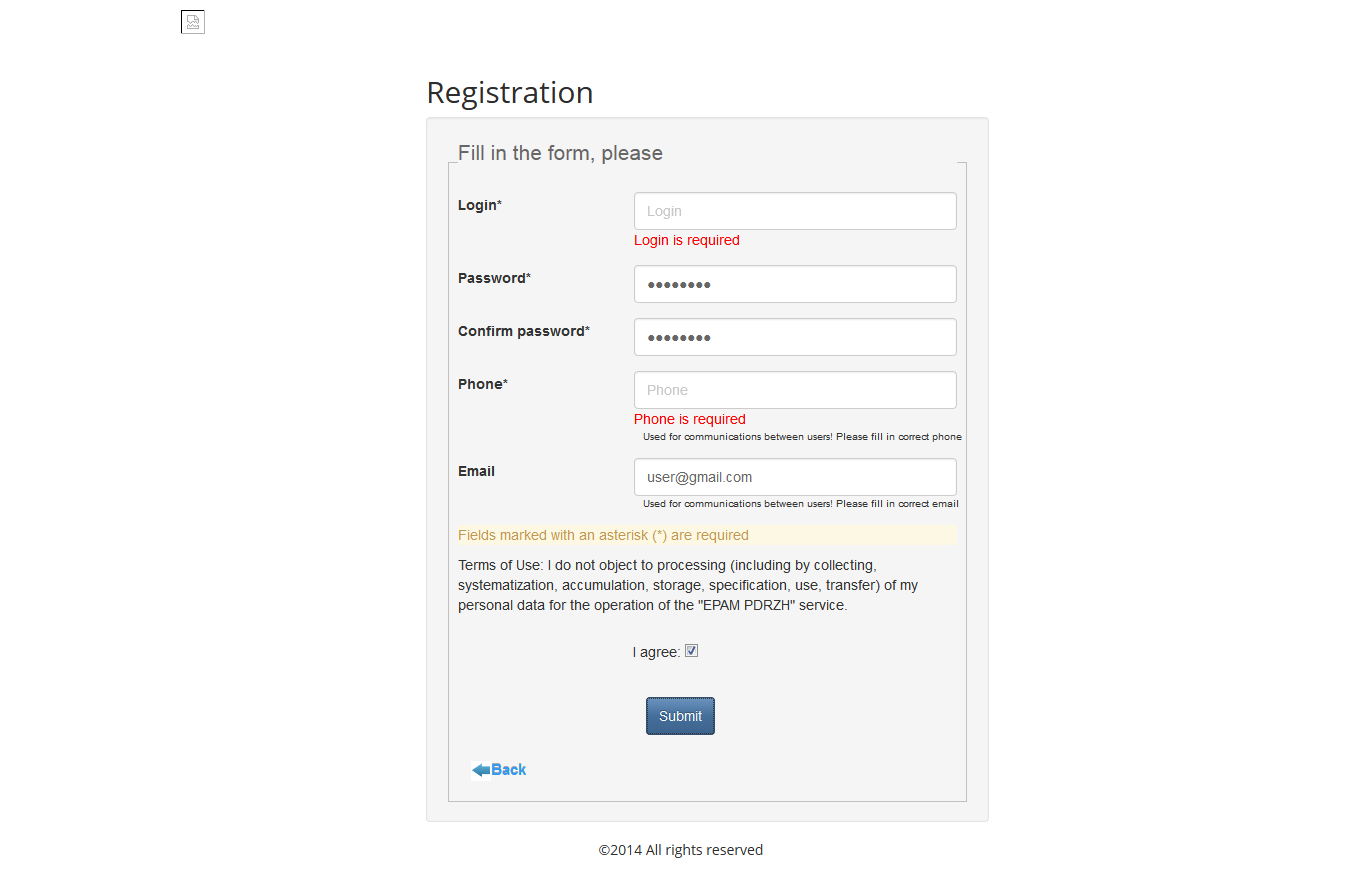 Registration
Fill in the form, please
Login*
Login
Login is required
Password*
••••••••
Confirm password*
••••••••
Phone*
Phone
Phone is required
Used for communications between users! Please fill in correct phone
Email
user@gmail.com
Used for communications between users! Please fill in correct email
Fields marked with an asterisk (*) are required
Terms of Use: I do not object to processing (including by collecting,
systematization, accumulation, storage, specification, use, transfer) of my
personal data for the operation of the "EPAM PDRZH" service.
I agree:
Submit
Back
©2014 All rights reserved